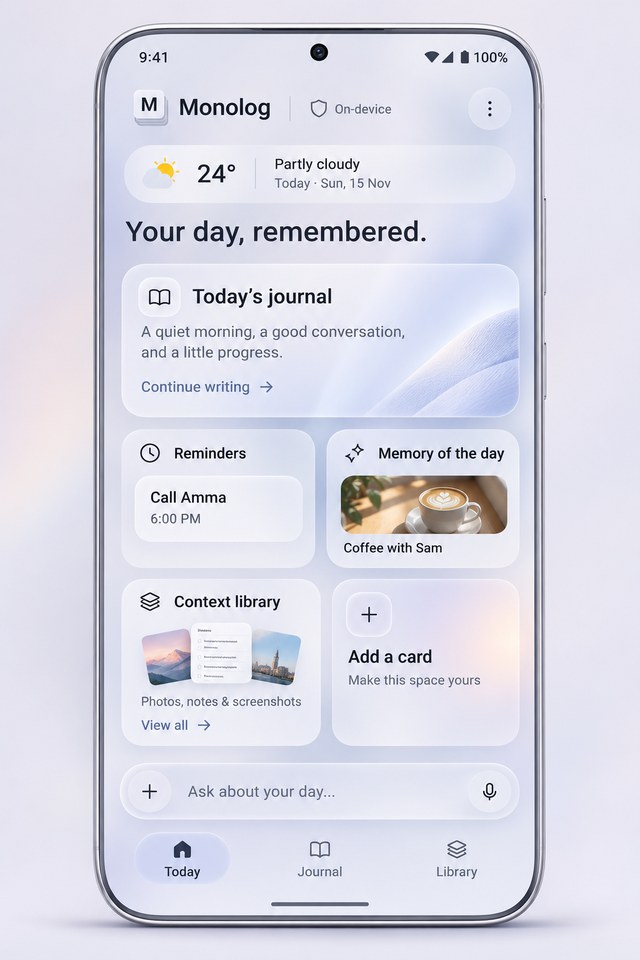 9:41
100%
M
Monolog
On-device
24°
Partly cloudy
Today · Sun, 15 Nov
Your day, remembered.
Today’s journal
A quiet morning, a good conversation,
and a little progress.
Continue writing →
Reminders
Call Amma
6:00 PM
Memory of the day
Coffee with Sam
Context library
Photos, notes & screenshots
View all →
Add a card
Make this space yours
Ask about your day...
Today
Journal
Library